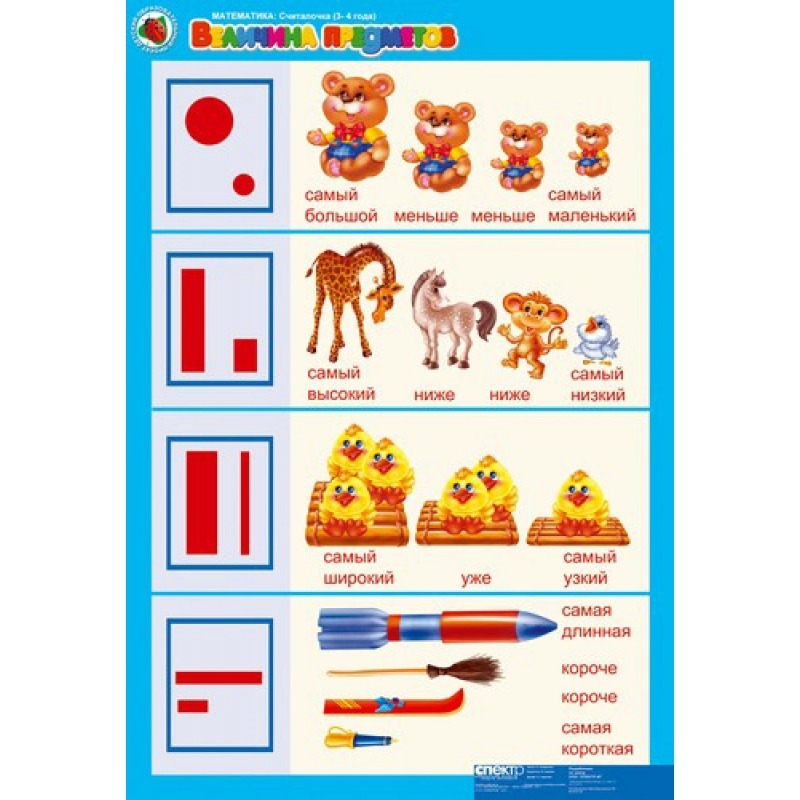 МАТЕМАТИКА: Считалочка (3- 4 года)
Величина предметов
самый
большой
меньше
меньше
самый
маленький
самый
высокий
ниже
ниже
самый
низкий
самый
широкий
уже
самый
узкий
самая
длинная
короче
короче
самая
короткая
спектр